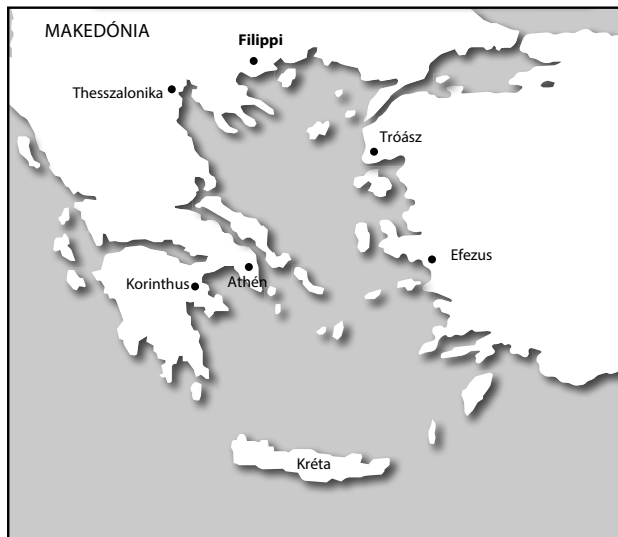 MAKEDÓNIA
Filippi
Thesszalonika
Tróász
Efezus
Korinthus
Athén
Kréta